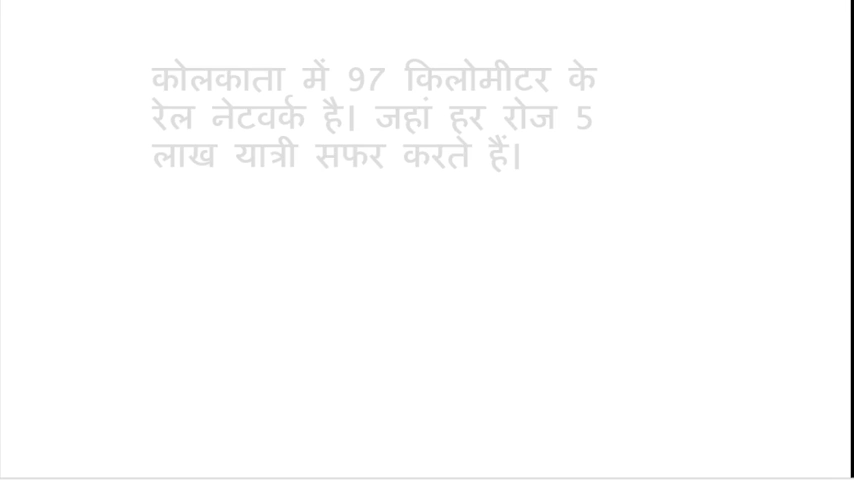 कोलकाता में 97 किलोमीटर के
रेल नेटवर्क है। जहां हर रोज 5
लाख यात्री सफर करते हैं।